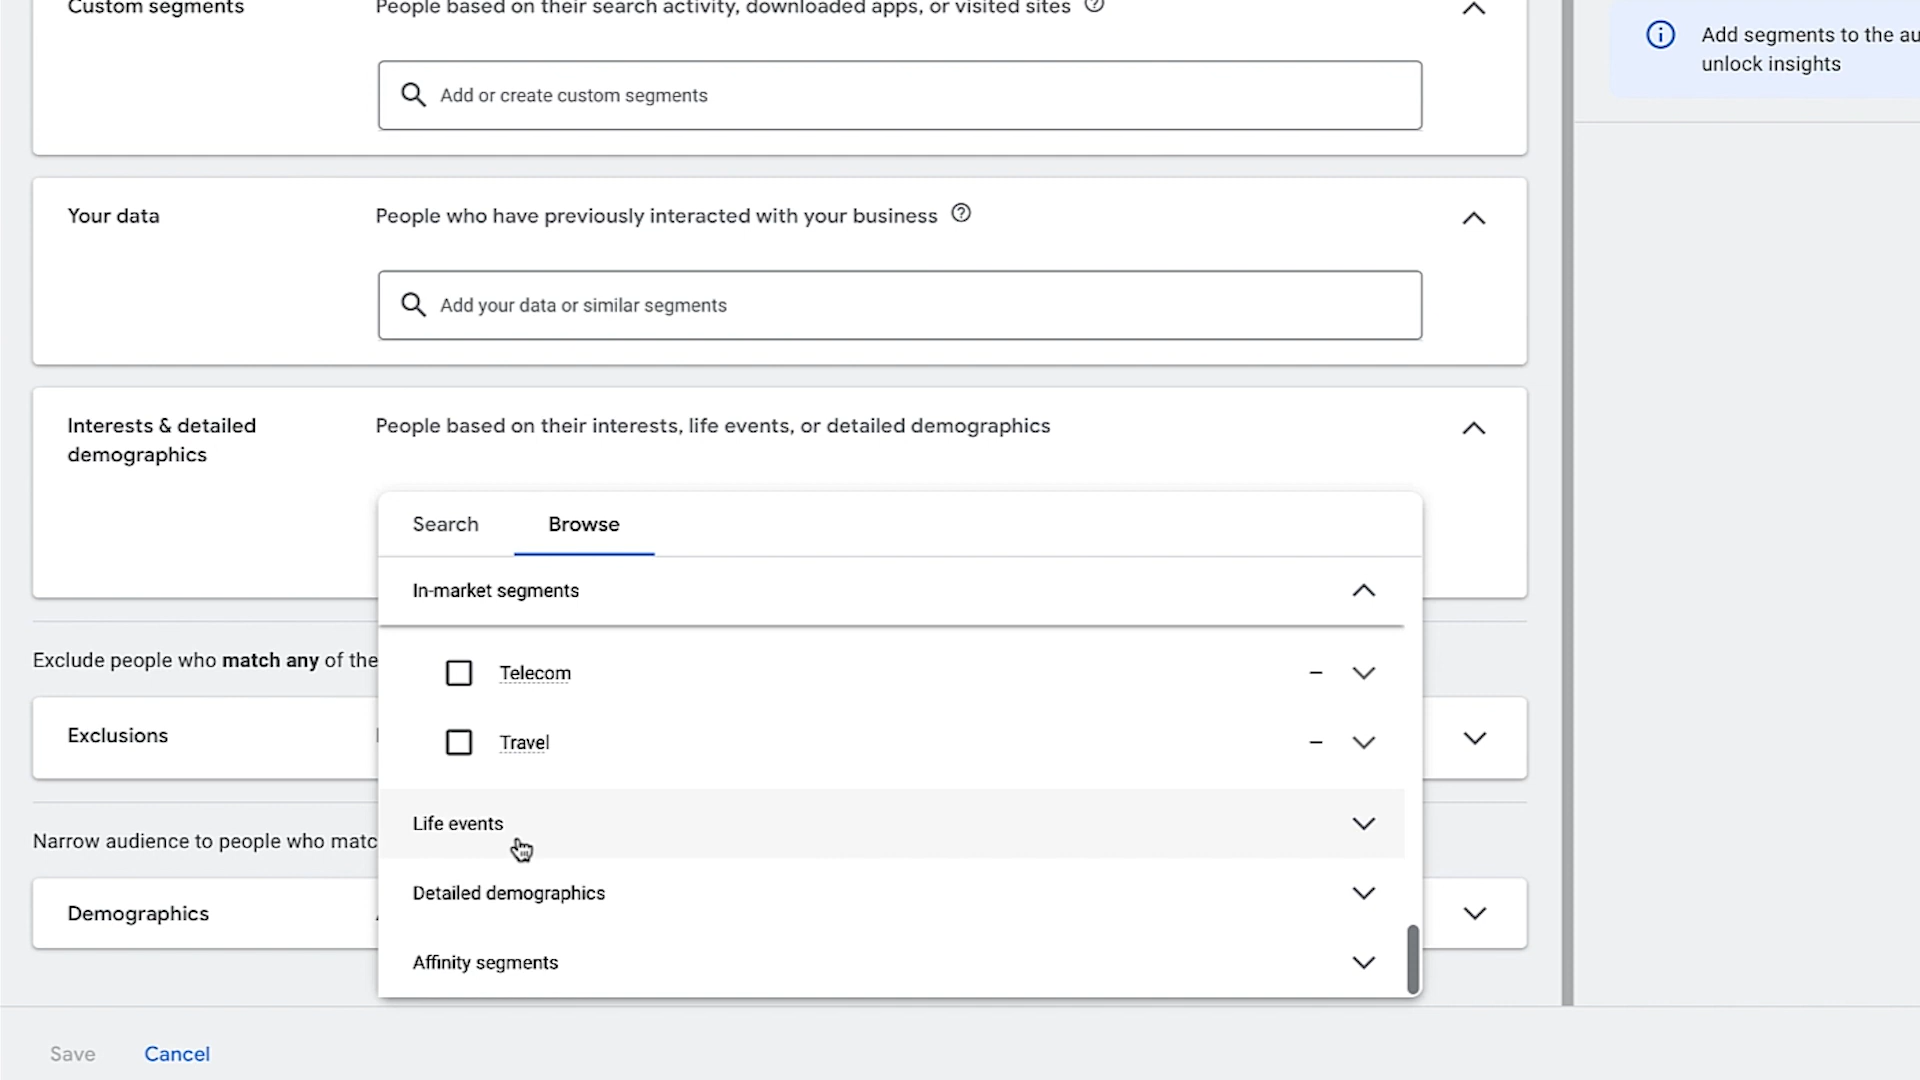 Custom segments
People based on their search activity, downloaded apps, or visited sites
Add or create custom segments
Add segments to the au
unlock insights
Your data
People who have previously interacted with your business
Add your data or similar segments
Interests & detailed
demographics
People based on their interests, life events, or detailed demographics
Search
Browse
In-market segments
Telecom
–
Travel
–
Life events
Detailed demographics
Affinity segments
Exclude people who match any of the
Exclusions
Narrow audience to people who matc
Demographics
Save
Cancel